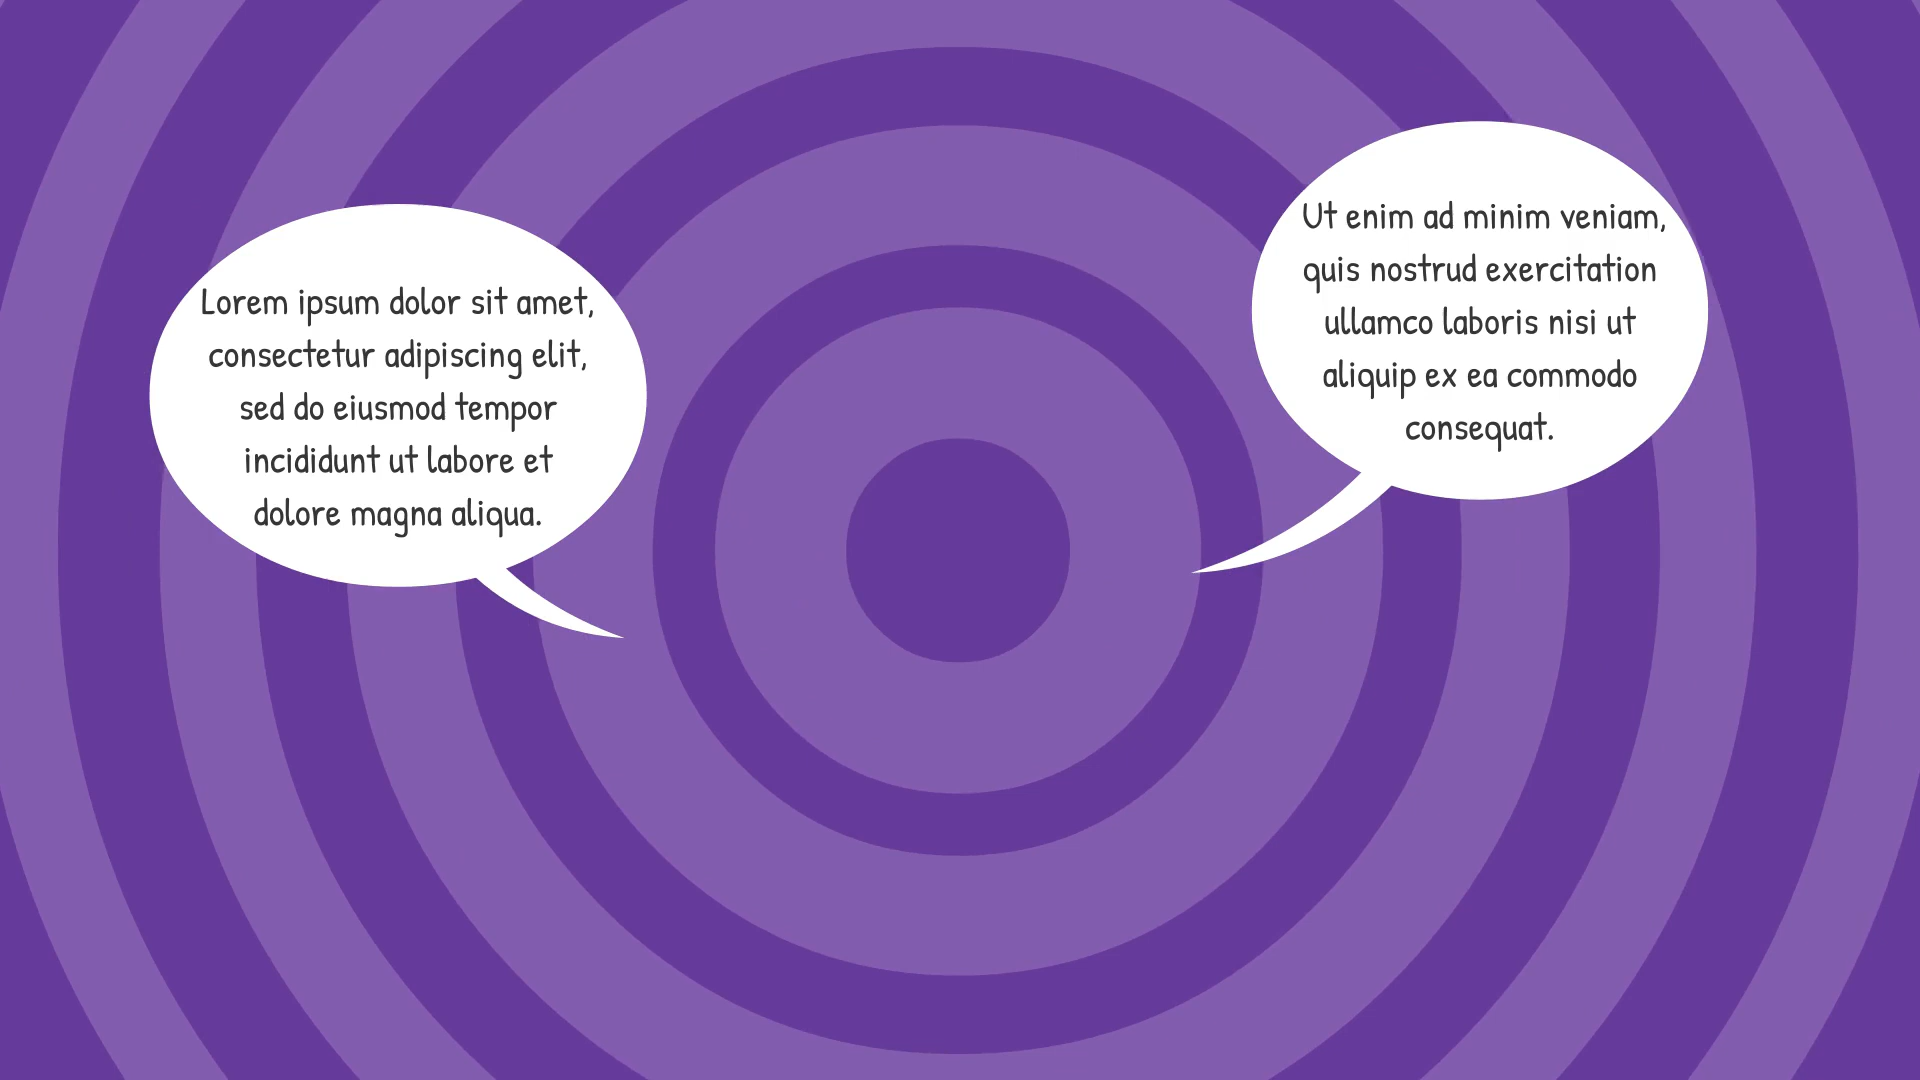 Lorem ipsum dolor sit amet,
consectetur adipiscing elit,
sed do eiusmod tempor
incididunt ut labore et
dolore magna aliqua.
Ut enim ad minim veniam,
quis nostrud exercitation
ullamco laboris nisi ut
aliquip ex ea commodo
consequat.